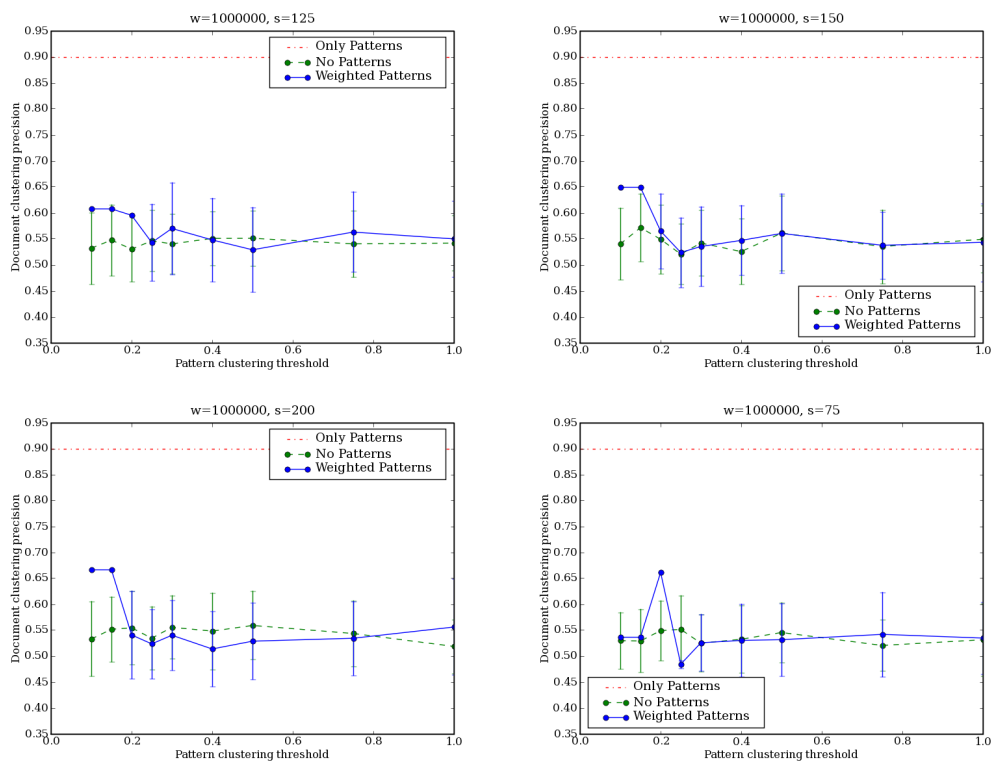 w=1000000, s=125
0.95
0.90
0.85
0.80
0.75
0.70
0.65
0.60
0.55
0.50
0.45
0.40
0.35
Document clustering precision
Only Patterns
No Patterns
Weighted Patterns
0.0 0.2 0.4 0.6 0.8 1.0
Pattern clustering threshold
w=1000000, s=150
0.95
0.90
0.85
0.80
0.75
0.70
0.65
0.60
0.55
0.50
0.45
0.40
0.35
Document clustering precision
Only Patterns
No Patterns
Weighted Patterns
0.0 0.2 0.4 0.6 0.8 1.0
Pattern clustering threshold
w=1000000, s=200
0.95
0.90
0.85
0.80
0.75
0.70
0.65
0.60
0.55
0.50
0.45
0.40
0.35
Document clustering precision
Only Patterns
No Patterns
Weighted Patterns
0.0 0.2 0.4 0.6 0.8 1.0
Pattern clustering threshold
w=1000000, s=75
0.95
0.90
0.85
0.80
0.75
0.70
0.65
0.60
0.55
0.50
0.45
0.40
0.35
Document clustering precision
Only Patterns
No Patterns
Weighted Patterns
0.0 0.2 0.4 0.6 0.8 1.0
Pattern clustering threshold